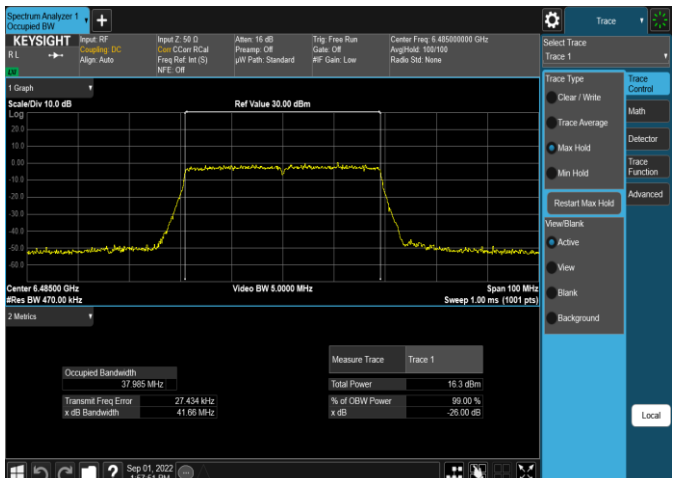 Spectrum Analyzer 1
Occupied BW
+
KEYSIGHT
R L
Input: RF
Coupling: DC
Align: Auto
Input Z: 50 Ω
Corr CCorr RCal
Freq Ref: Int (S)
NFE: Off
Atten: 16 dB
Preamp: Off
µW Path: Standard
Trig: Free Run
Gate: Off
#IF Gain: Low
Center Freq: 6.485000000 GHz
Avg|Hold: 100/100
Radio Std: None
1 Graph
Scale/Div 10.0 dB
Ref Value 30.00 dBm
Log
20.0
10.0
0.00
-10.0
-20.0
-30.0
-40.0
-50.0
-60.0
Center 6.48500 GHz
Video BW 5.0000 MHz
Span 100 MHz
#Res BW 470.00 kHz
Sweep 1.00 ms (1001 pts)
2 Metrics
Measure Trace
Trace 1
Occupied Bandwidth
37.985 MHz
Total Power
16.3 dBm
Transmit Freq Error
27.434 kHz
% of OBW Power
99.00 %
x dB Bandwidth
41.66 MHz
x dB
-26.00 dB
Sep 01, 2022
1:57:51 PM
Trace
Select Trace
Trace 1
Trace Type
Clear / Write
Trace Average
Max Hold
Min Hold
Restart Max Hold
View/Blank
Active
View
Blank
Background
Trace
Control
Math
Detector
Trace
Function
Advanced
Local